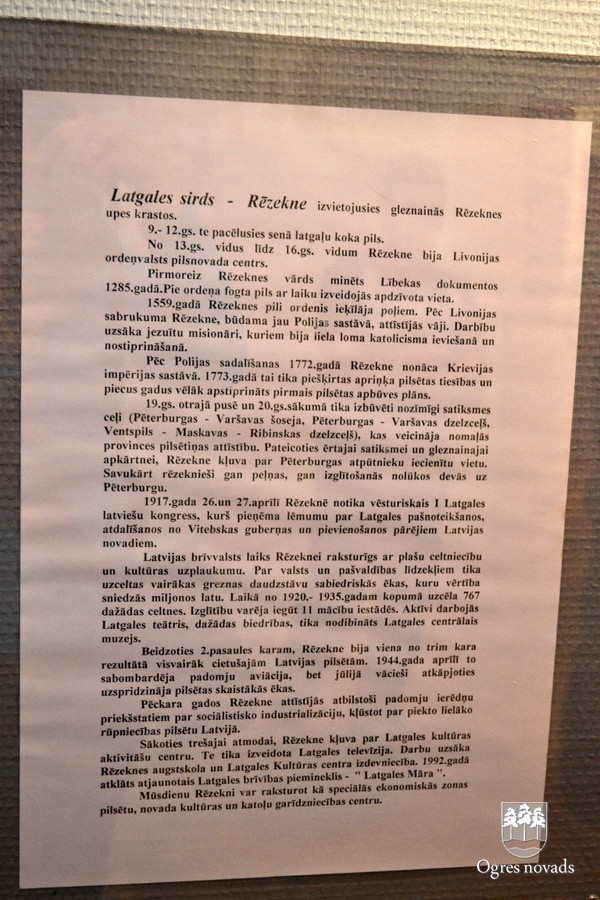 Latgales sirds - Rēzekne izvietojusies gleznainās Rēzeknes
upes krastos.
9.- 12.gs. te pacēlusies senā latgaļu koka pils.
No 13.gs. vidus līdz 16.gs. vidum Rēzekne bija Livonijas
ordeņvalsts pilsnovada centrs.
Pirmoreiz Rēzeknes vārds minēts Lībekas dokumentos
1285.gadā.Pie ordeņa fogta pils ar laiku izveidojās apdzīvota vieta.
1559.gadā Rēzeknes pili ordenis ieķīlāja poļiem. Pēc Livonijas
sabrukuma Rēzekne, būdama jau Polijas sastāvā, attīstījās vāji. Darbību
uzsāka jezuītu misionāri, kuriem bija liela loma katolicisma ieviešanā un
nostiprināšanā.
Pēc Polijas sadalīšanas 1772.gadā Rēzekne nonāca Krievijas
impērijas sastāvā. 1773.gadā tai tika piešķirtas apriņķa pilsētas tiesības un
piecus gadus vēlāk apstiprināts pirmais pilsētas apbūves plāns.
19.gs. otrajā pusē un 20.gs.sākumā tika izbūvēti nozīmīgi satiksmes
ceļi (Pēterburgas - Varšavas šoseja, Pēterburgas - Varšavas dzelzceļš,
Ventspils - Maskavas - Ribinskas dzelzceļš), kas veicināja nomaļās
provinces pilsētiņas attīstību. Pateicoties ērtajai satiksmei un gleznainajai
apkārtnei, Rēzekne kļuva par Pēterburgas atpūtnieku iecienītu vietu.
Savukārt rēzeknieši gan peļņas, gan izglītošanās nolūkos devās uz
Pēterburgu.
1917.gada 26.un 27.aprīlī Rēzeknē notika vēsturiskais I Latgales
latviešu kongress, kurš pieņēma lēmumu par Latgales pašnoteikšanos,
atdalīšanos no Vitebskas guberņas un pievienošanos pārējiem Latvijas
novadiem.
Latvijas brīvvalsts laiks Rēzeknei raksturīgs ar plašu celtniecību
un kultūras uzplaukumu. Par valsts un pašvaldības līdzekļiem tika
uzceltas vairākas greznas daudzstāvu sabiedriskās ēkas, kuru vērtība
sniedzās miljonos latu. Laikā no 1920.- 1935.gadam kopumā uzcēla 767
dažādas celtnes. Izglītību varēja iegūt 11 mācību iestādēs. Aktīvi darbojās
Latgales teātris, dažādas biedrības, tika nodibināts Latgales centrālais
muzejs.
Beidzoties 2.pasaules karam, Rēzekne bija viena no trim kara
rezultātā visvairāk cietušajām Latvijas pilsētām. 1944.gada aprīlī to
sabombardēja padomju aviācija, bet jūlijā vācieši atkāpjoties
uzspridzināja pilsētas skaistākās ēkas.
Pēckara gados Rēzekne attīstījās atbilstoši padomju ierēdņu
priekšstatiem par sociālistisko industrializāciju, kļūstot par piekto lielāko
rūpniecības pilsētu Latvijā.
Sākoties trešajai atmodai, Rēzekne kļuva par Latgales kultūras
aktivitāšu centru. Te tika izveidota Latgales televīzija. Darbu uzsāka
Rēzeknes augstskola un Latgales Kultūras centra izdevniecība. 1992.gadā
atklāts atjaunotais Latgales brīvības piemineklis - " Latgales Māra ".
Mūsdienu Rēzekni var raksturot kā speciālās ekonomiskās zonas
pilsētu, novada kultūras un katoļu garīdzniecības centru.
Ogres novads